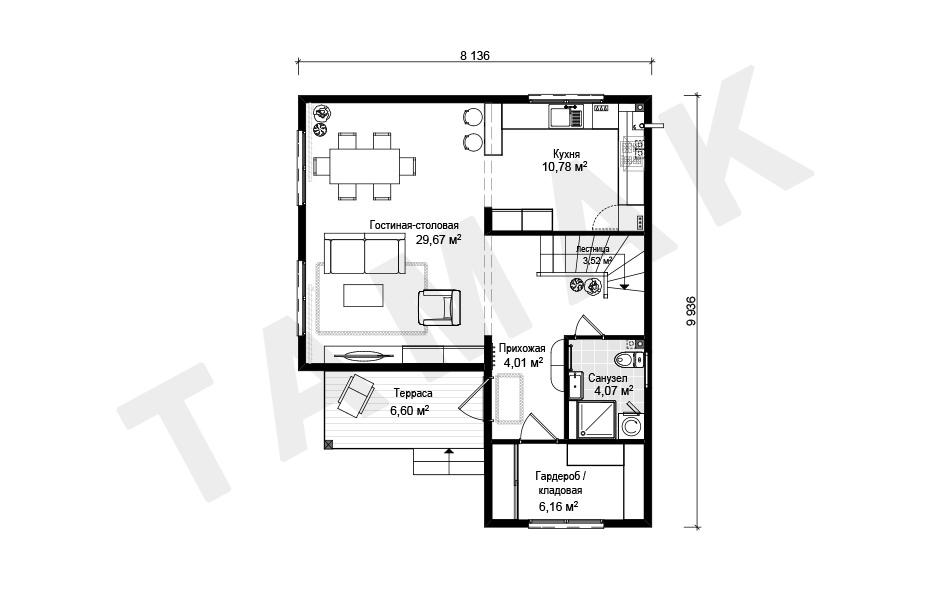 8 136
Кухня
10,78 м²
Гостиная-столовая
29,67 м²
Лестница
3,52 м²
9 936
Прихожая
4,01 м²
Санузел
4,07 м²
Терраса
6,60 м²
Гардероб /
кладовая
6,16 м²
TAMAK